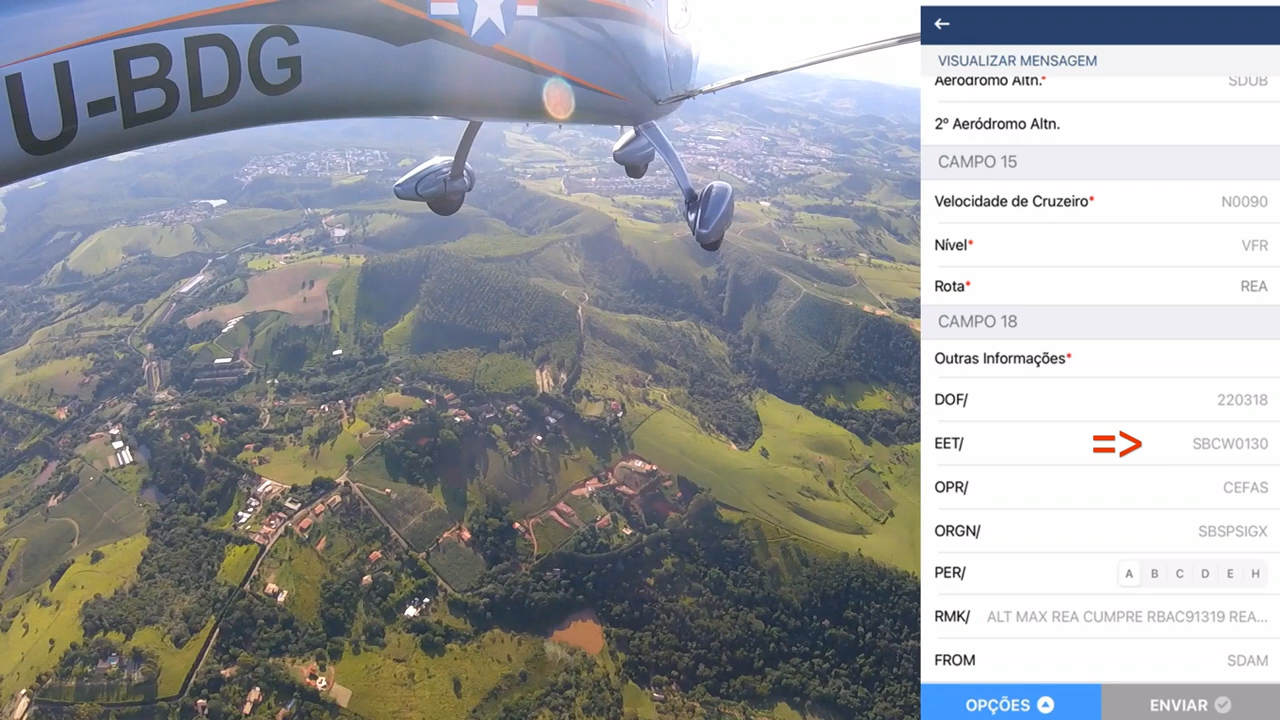 U-BDG
VISUALIZAR MENSAGEM
Aeródromo Altn.* SDUB
2º Aeródromo Altn.
CAMPO 15
Velocidade de Cruzeiro* N0090
Nível* VFR
Rota* REA
CAMPO 18
Outras Informações*
DOF/ 220318
EET/ => SBCW0130
OPR/ CEFAS
ORGN/ SBSPSIGX
PER/ A B C D E H
RMK/ ALT MAX REA CUMPRE RBAC91319 REA...
FROM SDAM
OPÇÕES ENVIAR